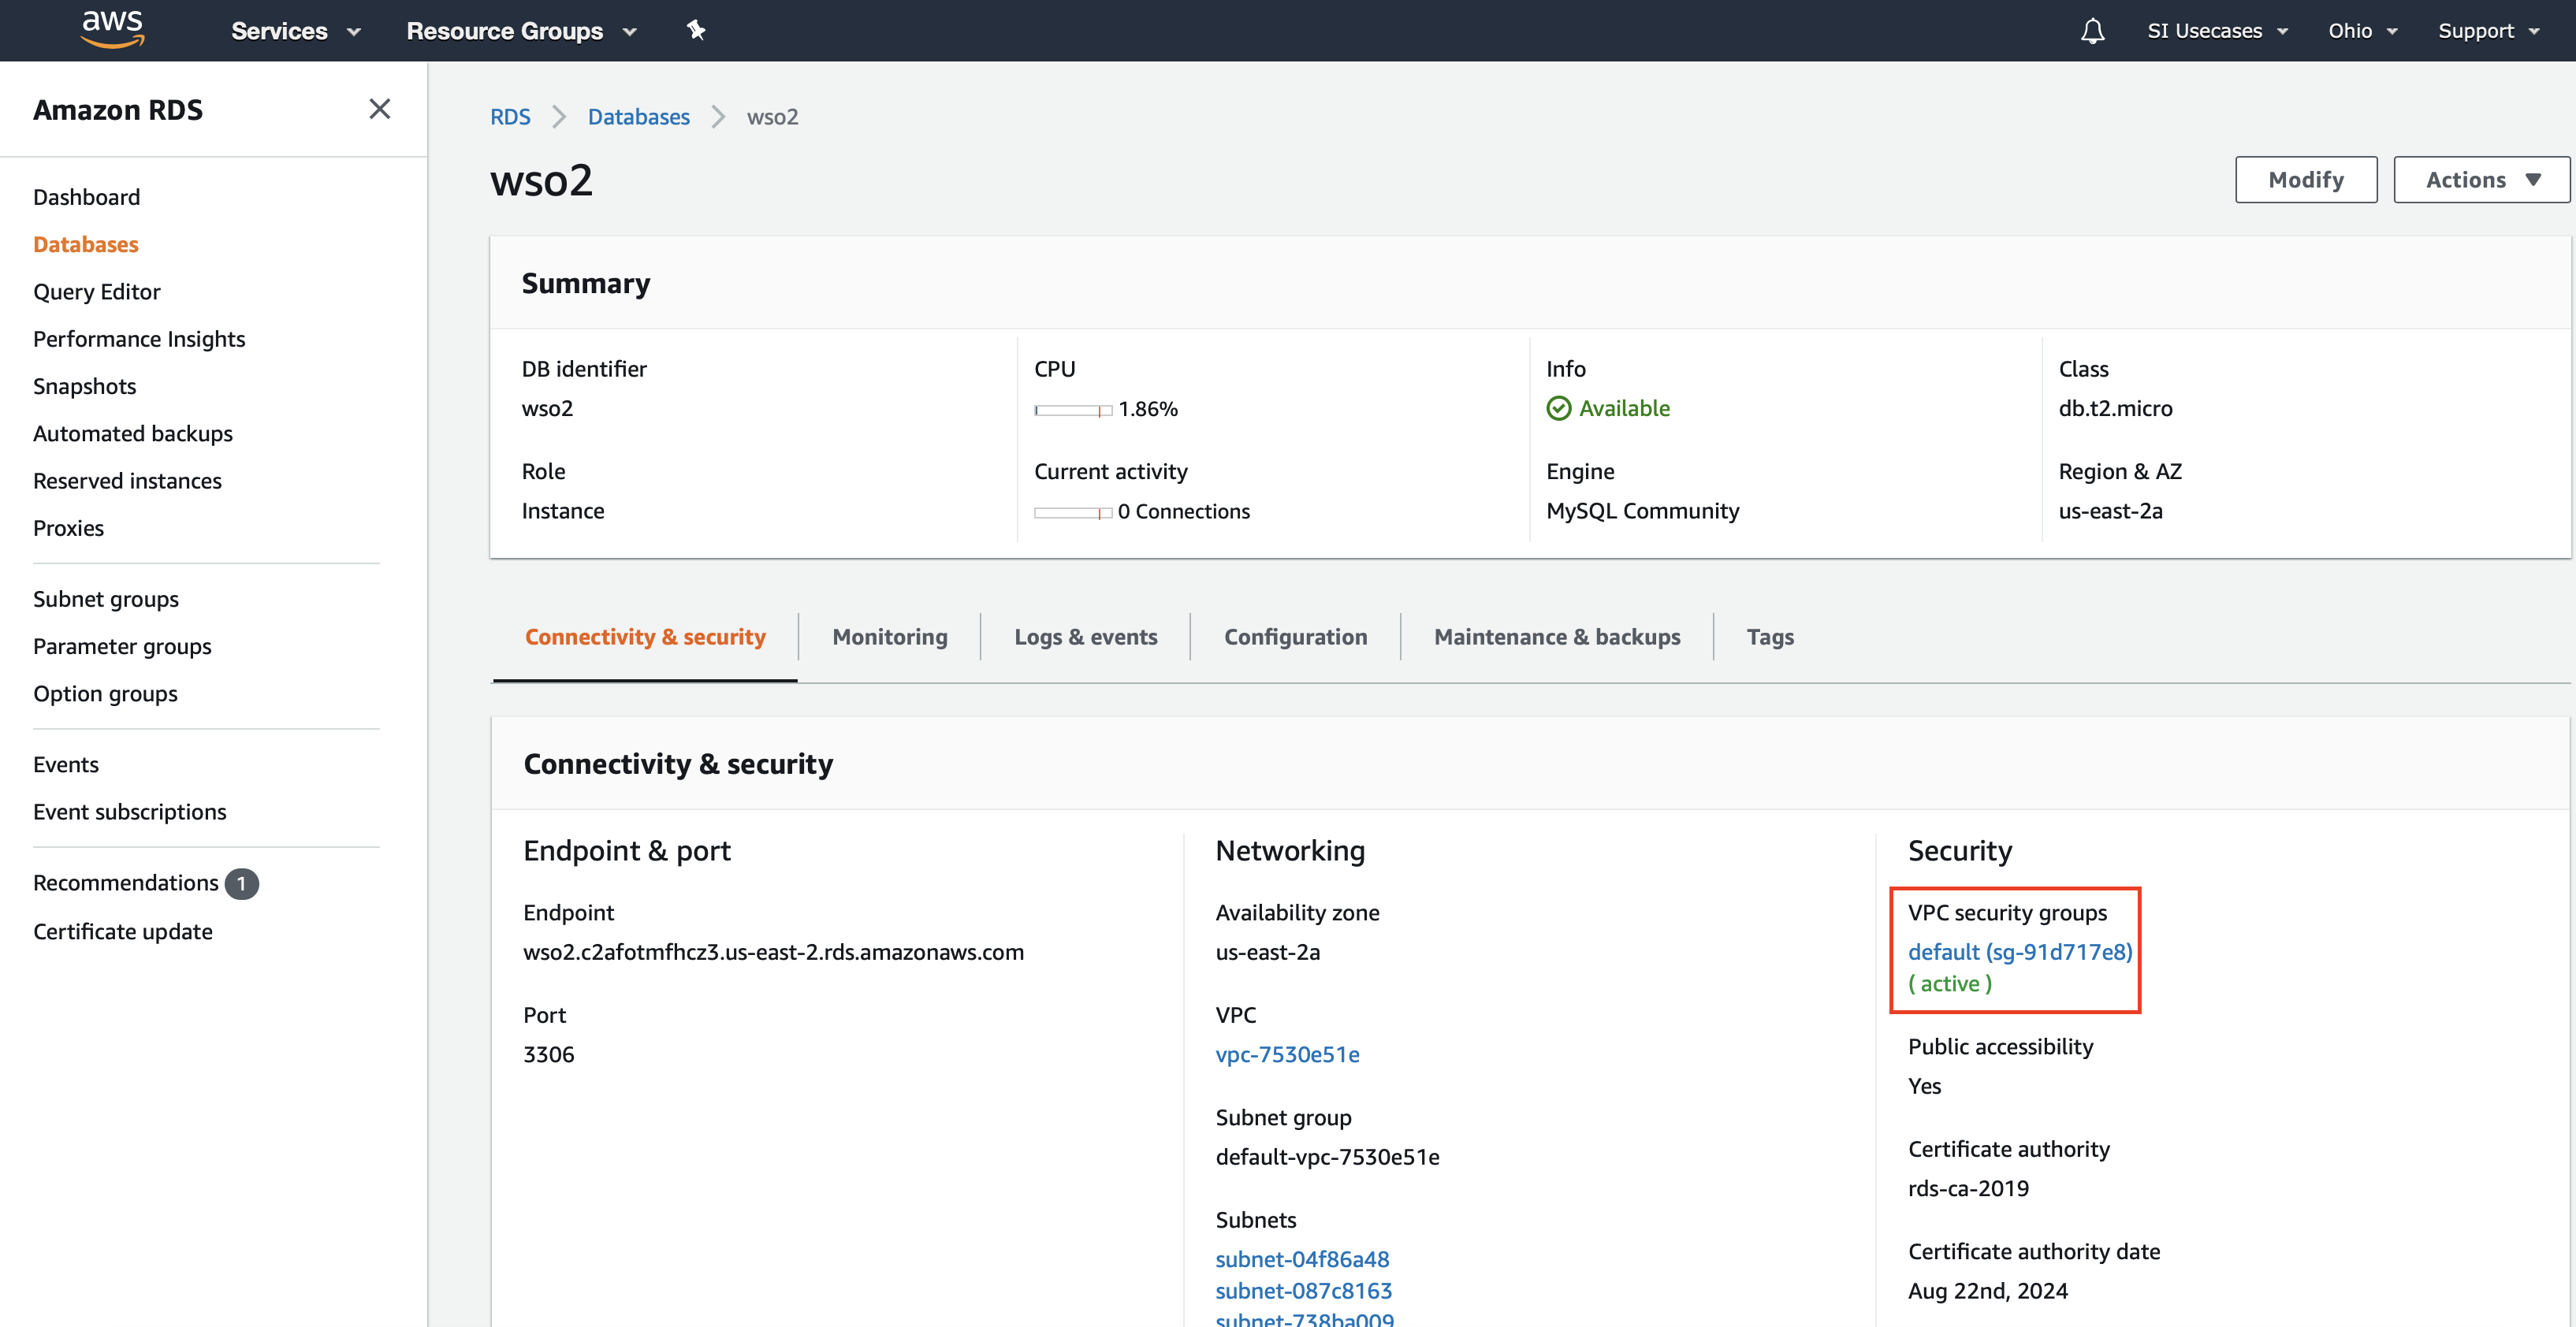 aws
Services
Resource Groups
SI Usecases
Ohio
Support
Amazon RDS
Dashboard
Databases
Query Editor
Performance Insights
Snapshots
Automated backups
Reserved instances
Proxies
Subnet groups
Parameter groups
Option groups
Events
Event subscriptions
Recommendations 1
Certificate update
RDS > Databases > wso2
wso2
Modify
Actions
Summary
DB identifier
wso2
Role
Instance
CPU
1.86%
Current activity
0 Connections
Info
Available
Engine
MySQL Community
Class
db.t2.micro
Region & AZ
us-east-2a
Connectivity & security
Monitoring
Logs & events
Configuration
Maintenance & backups
Tags
Connectivity & security
Endpoint & port
Endpoint
wso2.c2afotmfhcz3.us-east-2.rds.amazonaws.com
Port
3306
Networking
Availability zone
us-east-2a
VPC
vpc-7530e51e
Subnet group
default-vpc-7530e51e
Subnets
subnet-04f86a48
subnet-087c8163
subnet-738ba009
Security
VPC security groups
default (sg-91d717e8)
( active )
Public accessibility
Yes
Certificate authority
rds-ca-2019
Certificate authority date
Aug 22nd, 2024